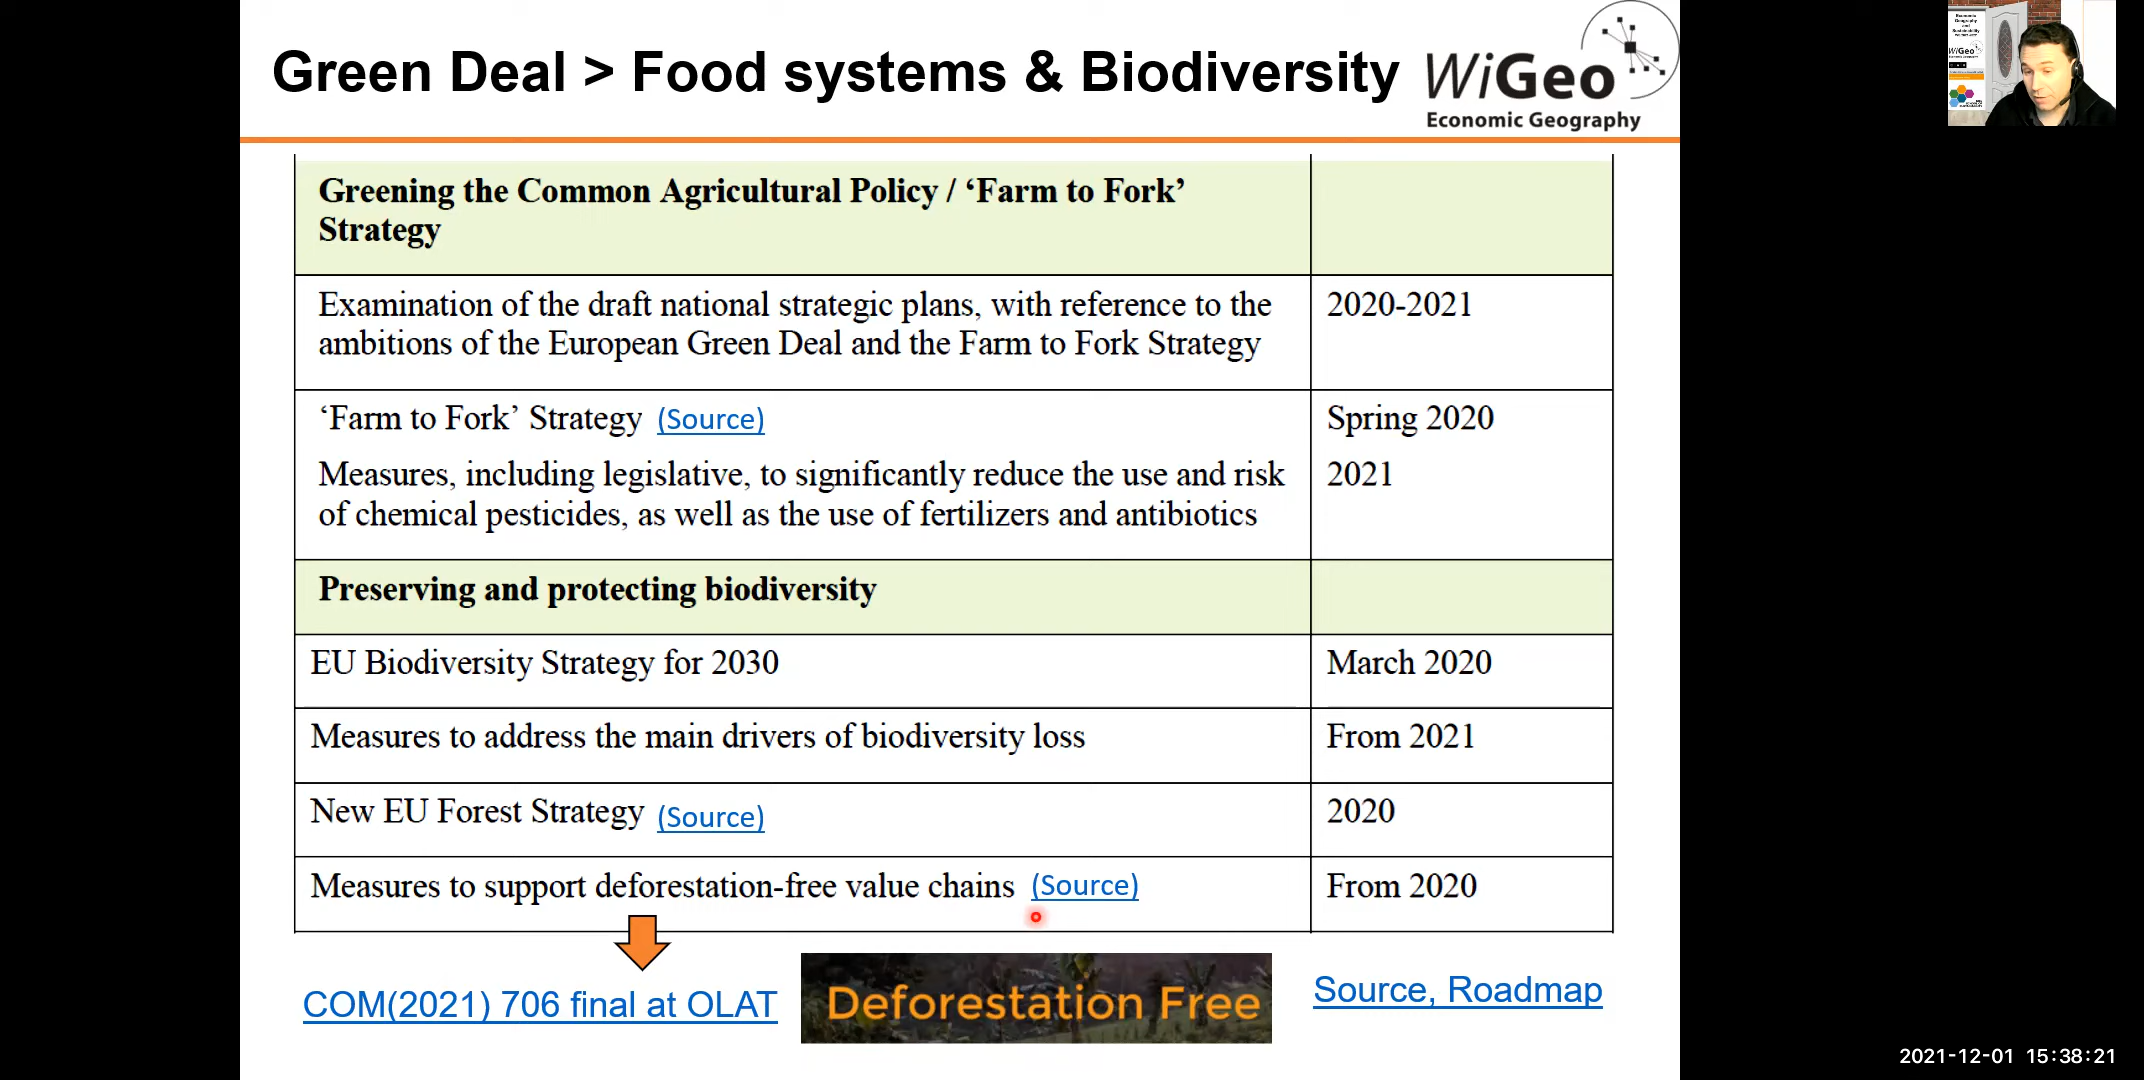 Green Deal > Food systems & Biodiversity
WiGeo
Economic Geography
Greening the Common Agricultural Policy / ‘Farm to Fork’
Strategy
Examination of the draft national strategic plans, with reference to the
ambitions of the European Green Deal and the Farm to Fork Strategy
2020-2021
‘Farm to Fork’ Strategy (Source)
Spring 2020
Measures, including legislative, to significantly reduce the use and risk
of chemical pesticides, as well as the use of fertilizers and antibiotics
2021
Preserving and protecting biodiversity
EU Biodiversity Strategy for 2030
March 2020
Measures to address the main drivers of biodiversity loss
From 2021
New EU Forest Strategy (Source)
2020
Measures to support deforestation-free value chains (Source)
From 2020
COM(2021) 706 final at OLAT
Deforestation Free
Source, Roadmap
Economic
Geography
and
Sustainability
WiGeo
2021-12-01 15:38:21